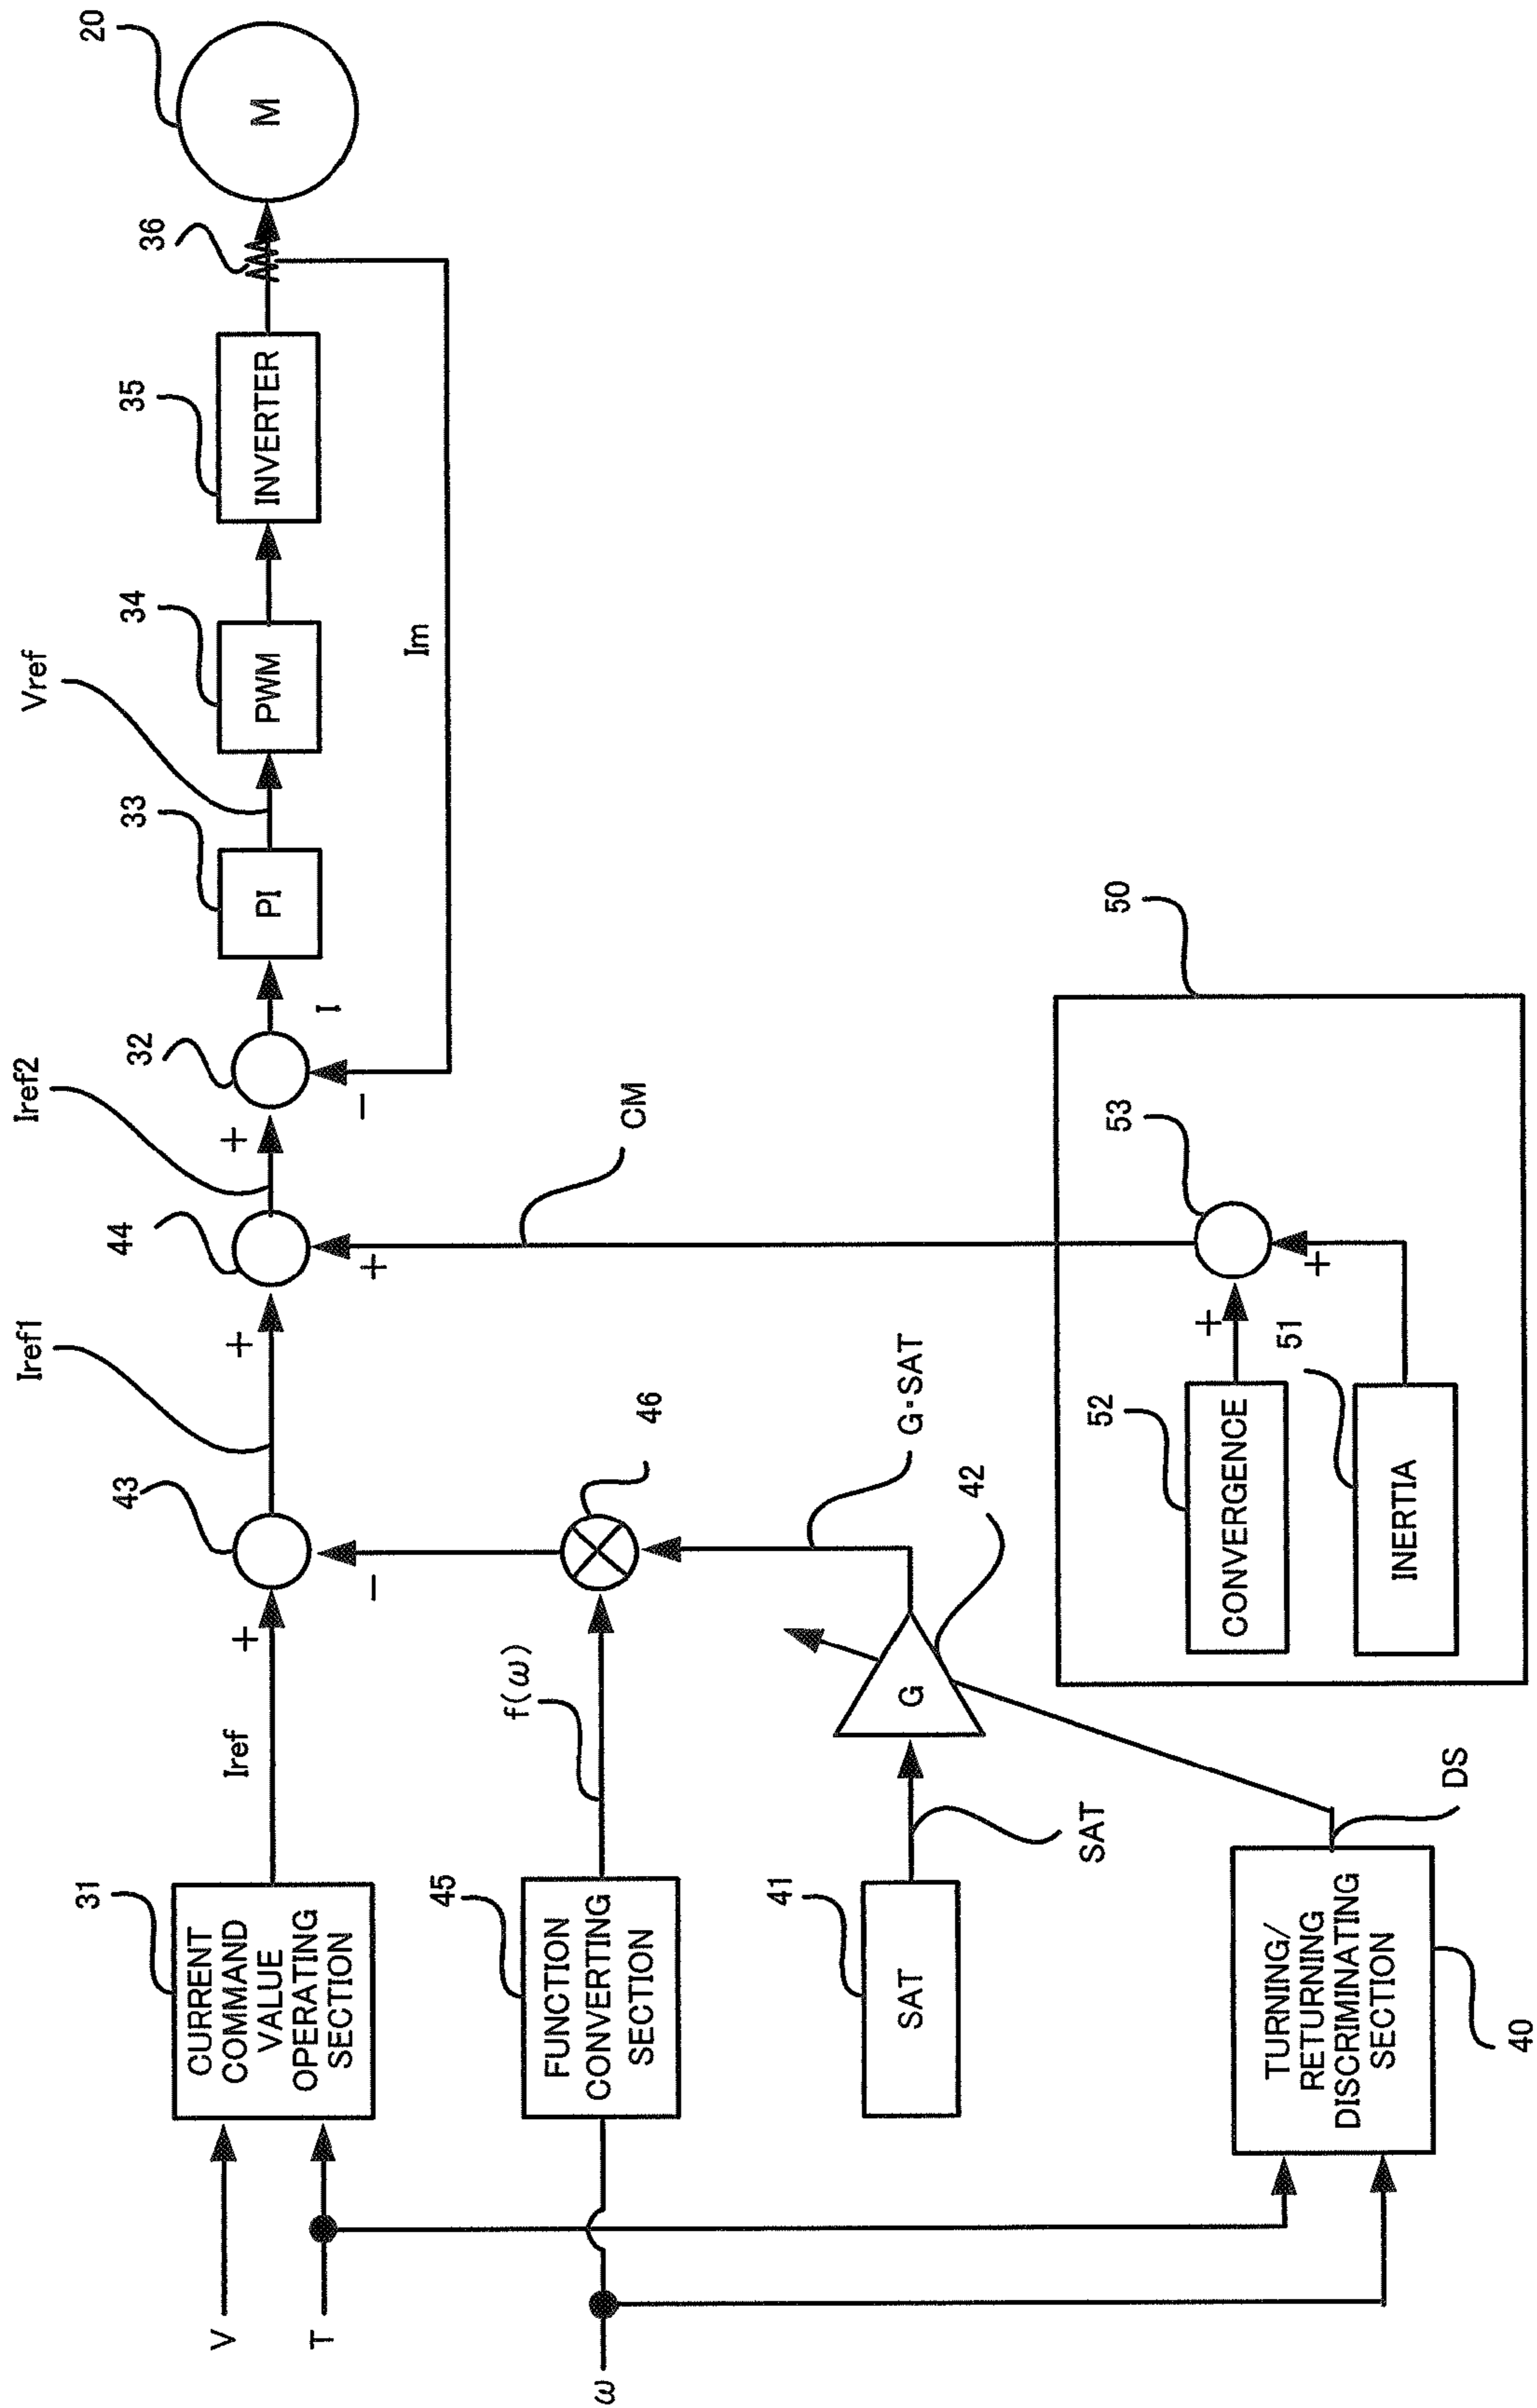 V
T
ω
31
CURRENT
COMMAND
VALUE
OPERATING
SECTION
Iref
+
43
−
Iref1
+
44
+
Iref2
+
32
−
I
33
PI
Vref
34
PWM
35
INVERTER
36
Im
20
M
45
FUNCTION
CONVERTING
SECTION
f(ω)
46
G・SAT
41
SAT
SAT
G
42
CM
TURNING/
RETURNING
DISCRIMINATING
SECTION
DS
40
50
52
CONVERGENCE
+
53
+
51
INERTIA